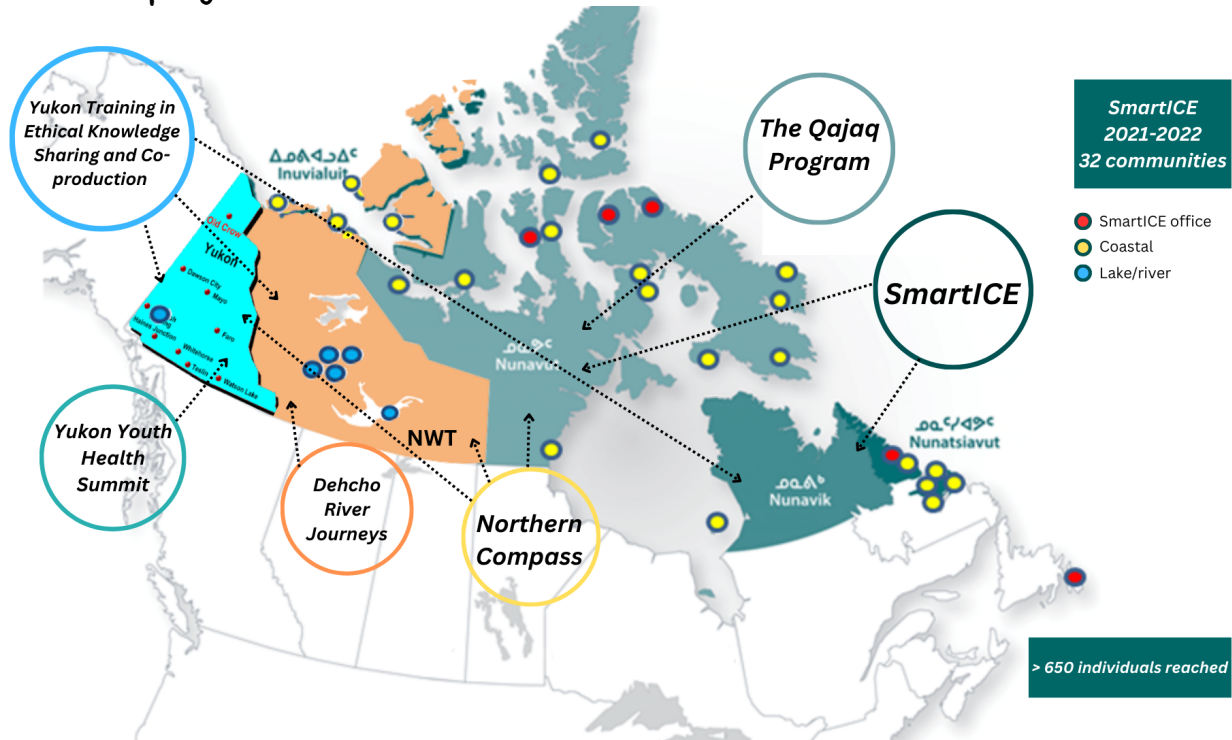 Yukon Training in
Ethical Knowledge
Sharing and Co-
production
ᐃᓄᕕᐊᓗᐃᑦ
Inuvialuit
The Qajaq
Program
SmartICE
2021-2022
32 communities
SmartICE office
Coastal
Lake/river
Old Crow
Yukon
Dawson City
Mayo
Faro
Haines Junction
Whitehorse
Teslin
Watson Lake
SmartICE
ᓄᓇᕗᑦ
Nunavut
NWT
ᓄᓇᑦᓯᐊᕗᑦ
Nunatsiavut
ᓄᓇᕕᒃ
Nunavik
Yukon Youth
Health
Summit
Dehcho
River
Journeys
Northern
Compass
> 650 individuals reached